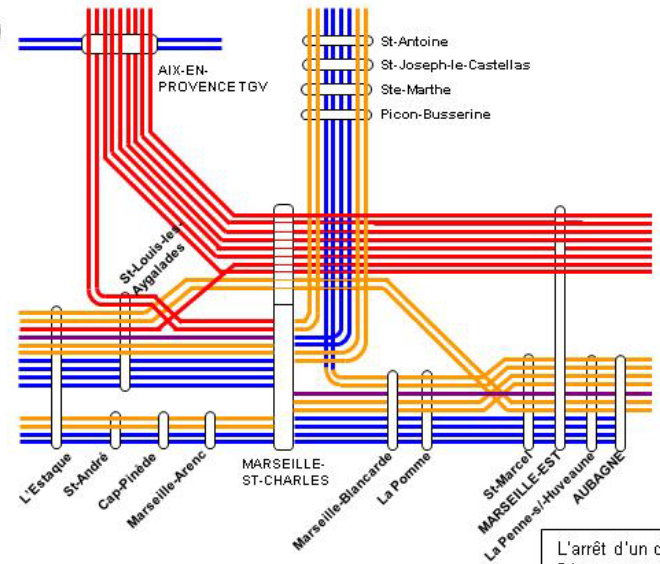 AIX-EN-
PROVENCETGV
St-Antoine
St-Joseph-le-Castellas
Ste-Marthe
Picon-Busserine
St-Louis-les-
Aygalades
L'Estaque
St-André
Cap-Pinède
Marseille-Arenc
MARSEILLE-
ST-CHARLES
Marseille-Blancarde
La Pomme
St-Marcel
MARSEILLE-EST
La Penne-s/-Huveaune
AUBAGNE
L'arrêt d'un c